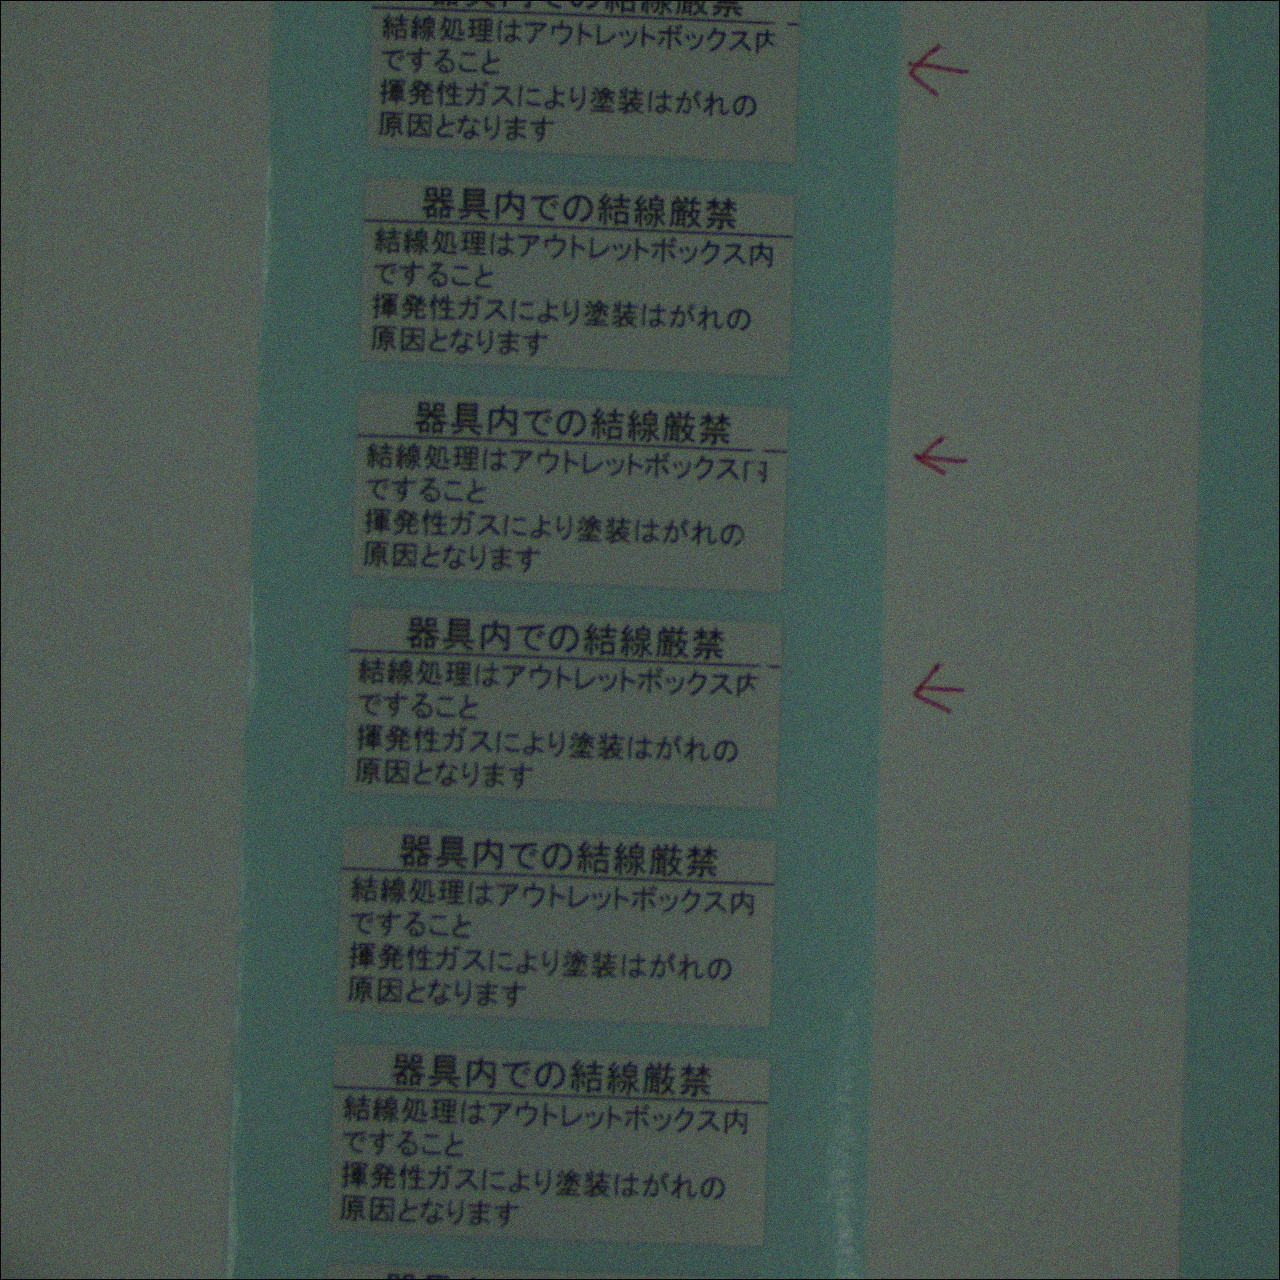 器具内での結線厳禁
結線処理はアウトレットボックス内
ですること
揮発性ガスにより塗装はがれの
原因となります
器具内での結線厳禁
結線処理はアウトレットボックス内
ですること
揮発性ガスにより塗装はがれの
原因となります
器具内での結線厳禁
結線処理はアウトレットボックス内
ですること
揮発性ガスにより塗装はがれの
原因となります
器具内での結線厳禁
結線処理はアウトレットボックス内
ですること
揮発性ガスにより塗装はがれの
原因となります
器具内での結線厳禁
結線処理はアウトレットボックス内
ですること
揮発性ガスにより塗装はがれの
原因となります
器具内での結線厳禁
結線処理はアウトレットボックス内
ですること
揮発性ガスにより塗装はがれの
原因となります